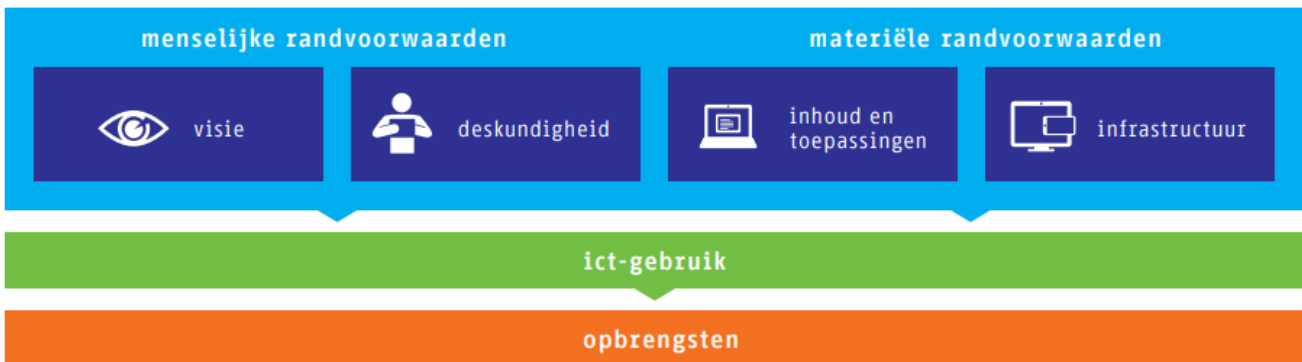 menselijke randvoorwaarden
materiële randvoorwaarden
visie
deskundigheid
inhoud en
toepassingen
infrastructuur
ict-gebruik
opbrengsten